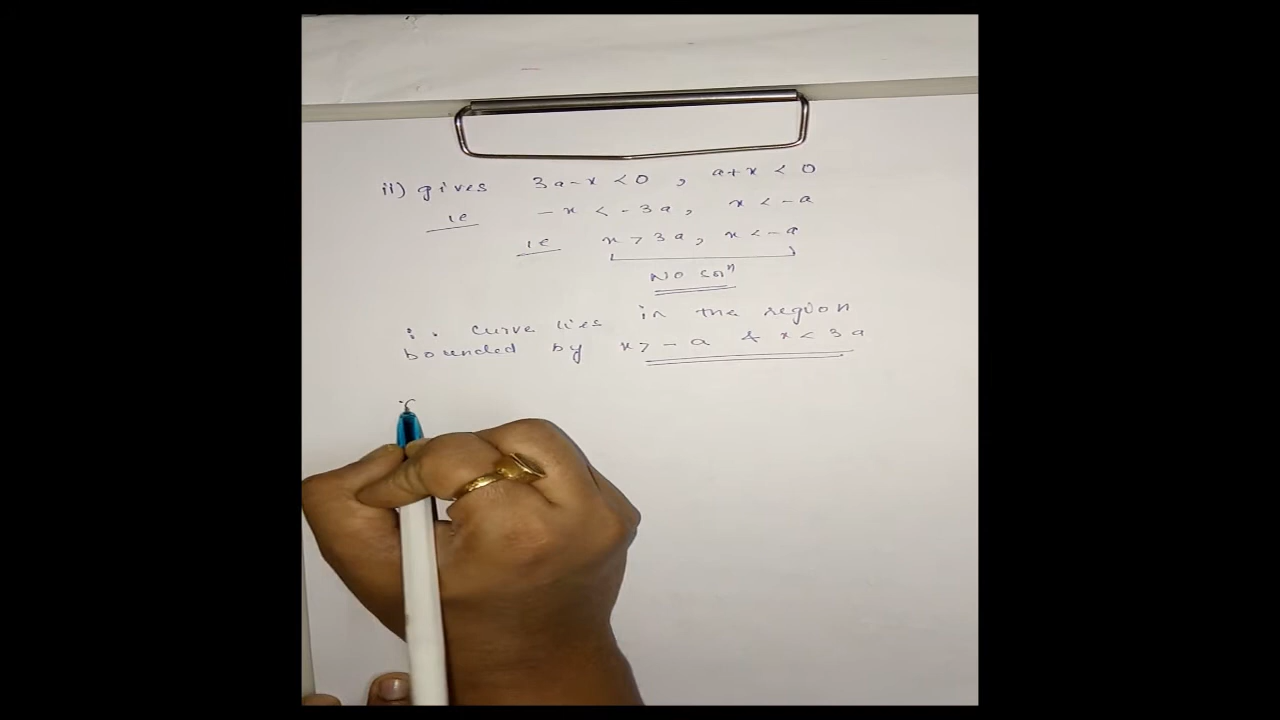 ii) gives 3a-x<0, a+x<0
ie -x<-3a, x<-a
ie x>3a, x<-a
NO solⁿ
∴ curve lies in the region
bounded by x>-a & x<3a